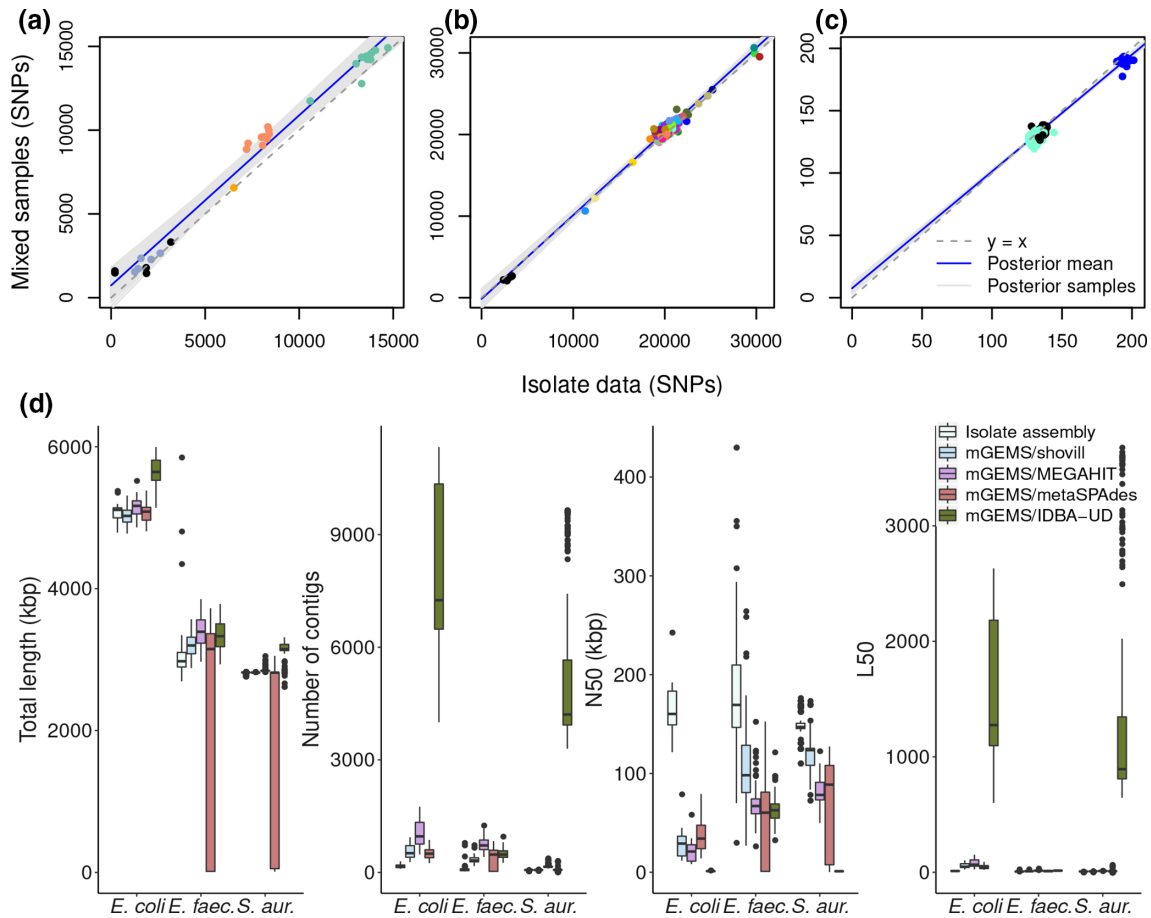 (a)
(b)
(c)
Mixed samples (SNPs)
15000
10000
5000
0
0
5000
10000
15000
30000
20000
10000
0
0
10000
20000
30000
200
150
100
50
0
0
50
100
150
200
y = x
Posterior mean
Posterior samples
Isolate data (SNPs)
(d)
Total length (kbp)
6000
4000
2000
0
E. coli E. faec. S. aur.
Number of contigs
9000
6000
3000
0
E. coli E. faec. S. aur.
N50 (kbp)
400
300
200
100
0
E. coli E. faec. S. aur.
L50
3000
2000
1000
0
E. coli E. faec. S. aur.
Isolate assembly
mGEMS/shovill
mGEMS/MEGAHIT
mGEMS/metaSPAdes
mGEMS/IDBA−UD